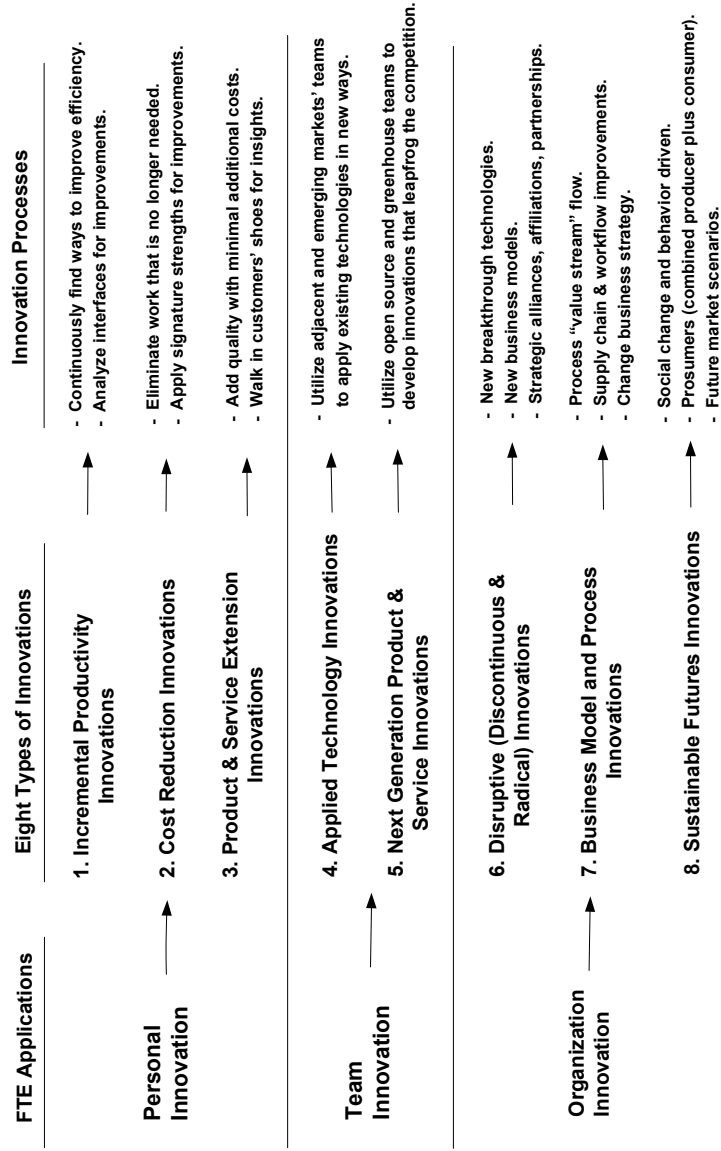 FTE Applications
Eight Types of Innovations
Innovation Processes
Personal
Innovation
1. Incremental Productivity
Innovations
- Continuously find ways to improve efficiency.
- Analyze interfaces for improvements.
2. Cost Reduction Innovations
- Eliminate work that is no longer needed.
- Apply signature strengths for improvements.
3. Product & Service Extension
Innovations
- Add quality with minimal additional costs.
- Walk in customers’ shoes for insights.
Team
Innovation
4. Applied Technology Innovations
- Utilize adjacent and emerging markets’ teams
to apply existing technologies in new ways.
5. Next Generation Product &
Service Innovations
- Utilize open source and greenhouse teams to
develop innovations that leapfrog the competition.
Organization
Innovation
6. Disruptive (Discontinuous &
Radical) Innovations
- New breakthrough technologies.
- New business models.
- Strategic alliances, affiliations, partnerships.
7. Business Model and Process
Innovations
- Process “value stream” flow.
- Supply chain & workflow improvements.
- Change business strategy.
8. Sustainable Futures Innovations
- Social change and behavior driven.
- Prosumers (combined producer plus consumer).
- Future market scenarios.